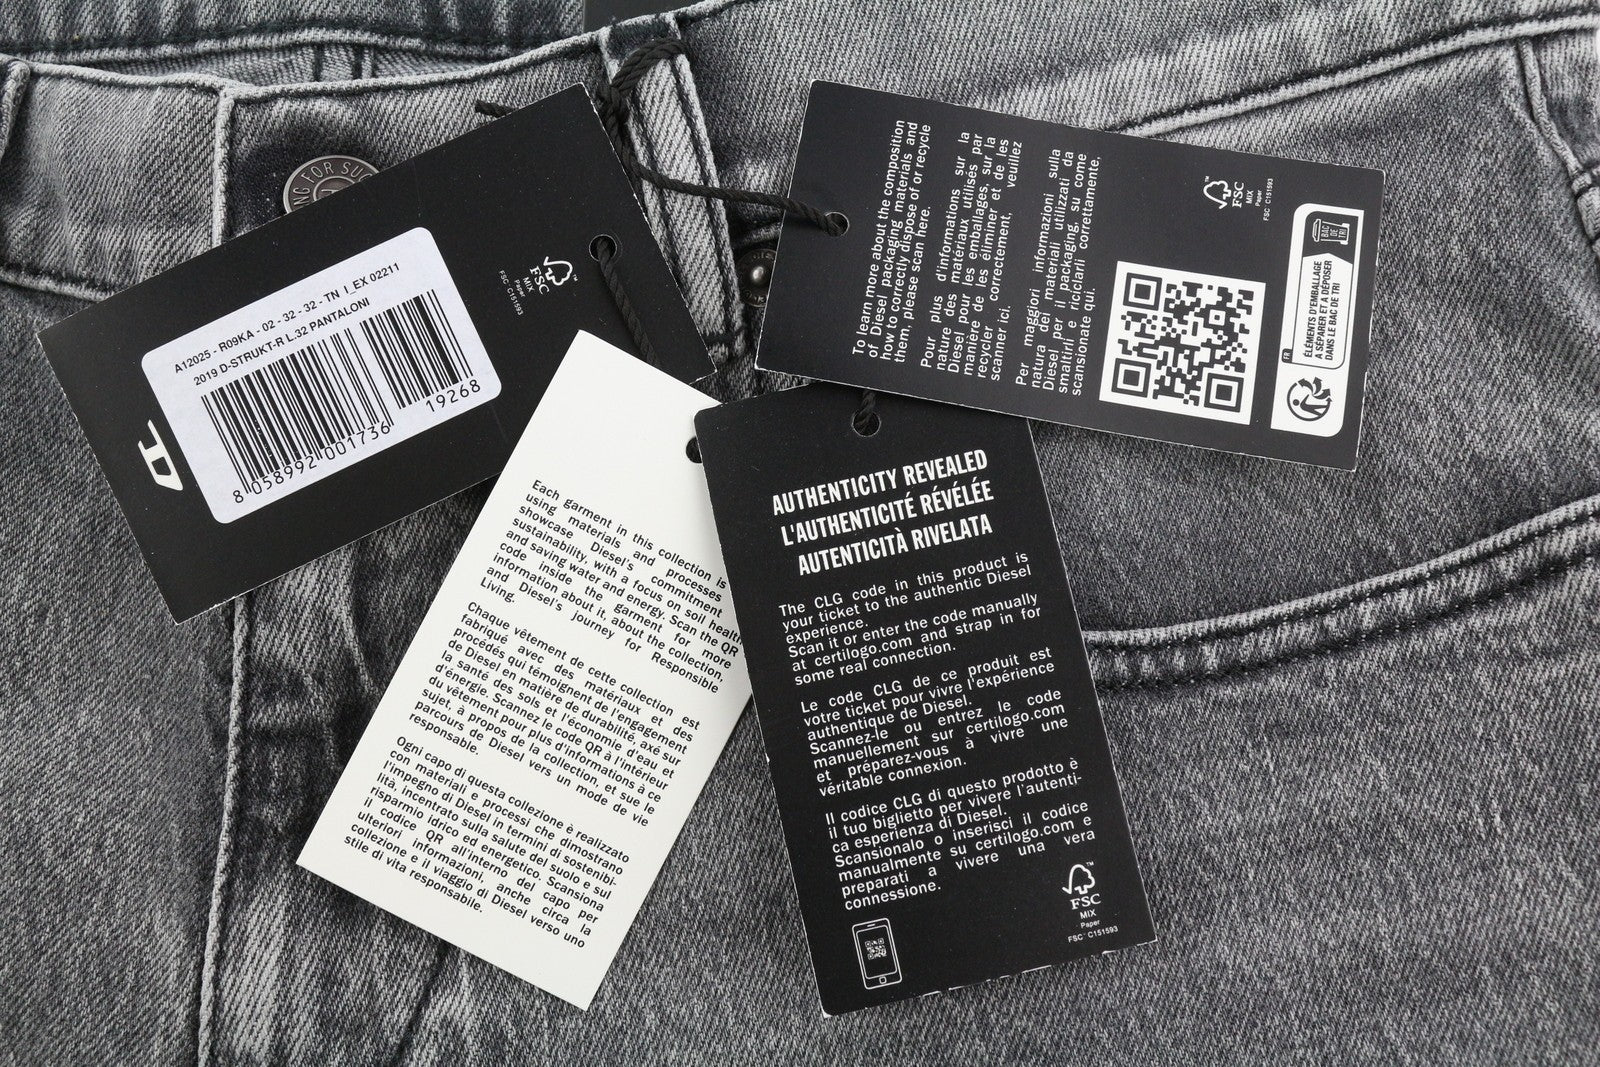 NG FOR SUC
A12025 - R09KA - 02 - 32 - 32 - TN I EX 02211
2019 D-STRUKT-R L.32 PANTALONI
8 058992 001736
19268
D
FSC
MIX
Paper
FSC C151593
Each garment in this collection is
using materials and processes
showcase Diesel's commitment
sustainability, with a focus on soil health
and saving water and energy. Scan the QR
code inside the garment for more
information about it, about the collection,
and Diesel's journey for Responsible
Living.
Chaque vêtement de cette collection est
fabriqué avec des matériaux et des
procédés qui témoignent de l'engagement
de Diesel en matière de durabilité, axé sur
la santé des sols et l'économie d'eau et
d'énergie. Scannez le code QR à l'intérieur
du vêtement pour plus d'informations à ce
sujet, à propos de la collection, et sue le
parcours de Diesel vers un mode de vie
responsable.
Ogni capo di questa collezione è realizzato
con materiali e processi che dimostrano
l'impegno di Diesel in termini di sostenibi-
lità, incentrato sulla salute del suolo e sul
risparmio idrico ed energetico. Scansiona
il codice QR all'interno del capo per
ulteriori informazioni, anche circa la
collezione e il viaggio di Diesel verso uno
stile di vita responsabile.
AUTHENTICITY REVEALED
L'AUTHENTICITÉ RÉVÉLÉE
AUTENTICITÀ RIVELATA
The CLG code in this product is
your ticket to the authentic Diesel
experience.
Scan it or enter the code manually
at certilogo.com and strap in for
some real connection.
Le code CLG de ce produit est
votre ticket pour vivre l'expérience
authentique de Diesel.
Scannez-le ou entrez le code
manuellement sur certilogo.com
et préparez-vous à vivre une
véritable connexion.
Il codice CLG di questo prodotto è
il tuo biglietto per vivere l'autenti-
ca esperienza di Diesel.
Scansionalo o inserisci il codice
manualmente su certilogo.com e
preparati a vivere una vera
connessione.
FSC
MIX
Paper
FSC™ C151593
To learn more about the composition
of Diesel packaging materials and
how to correctly dispose of or recycle
them, please scan here.
Pour plus d'informations sur la
nature des matériaux utilisés par
Diesel pour les emballages, sur la
manière de les éliminer et de les
recycler correctement, veuillez
scanner ici.
Per maggiori informazioni sulla
natura dei materiali utilizzati da
Diesel per il packaging, su come
smaltirli e riciclarli correttamente,
scansionate qui.
FSC
MIX
Paper
FSC C151593
FR
ÉLÉMENTS D'EMBALLAGE
À SÉPARER ET À DÉPOSER
DANS LE BAC DE TRI
BAC
DE
TRI